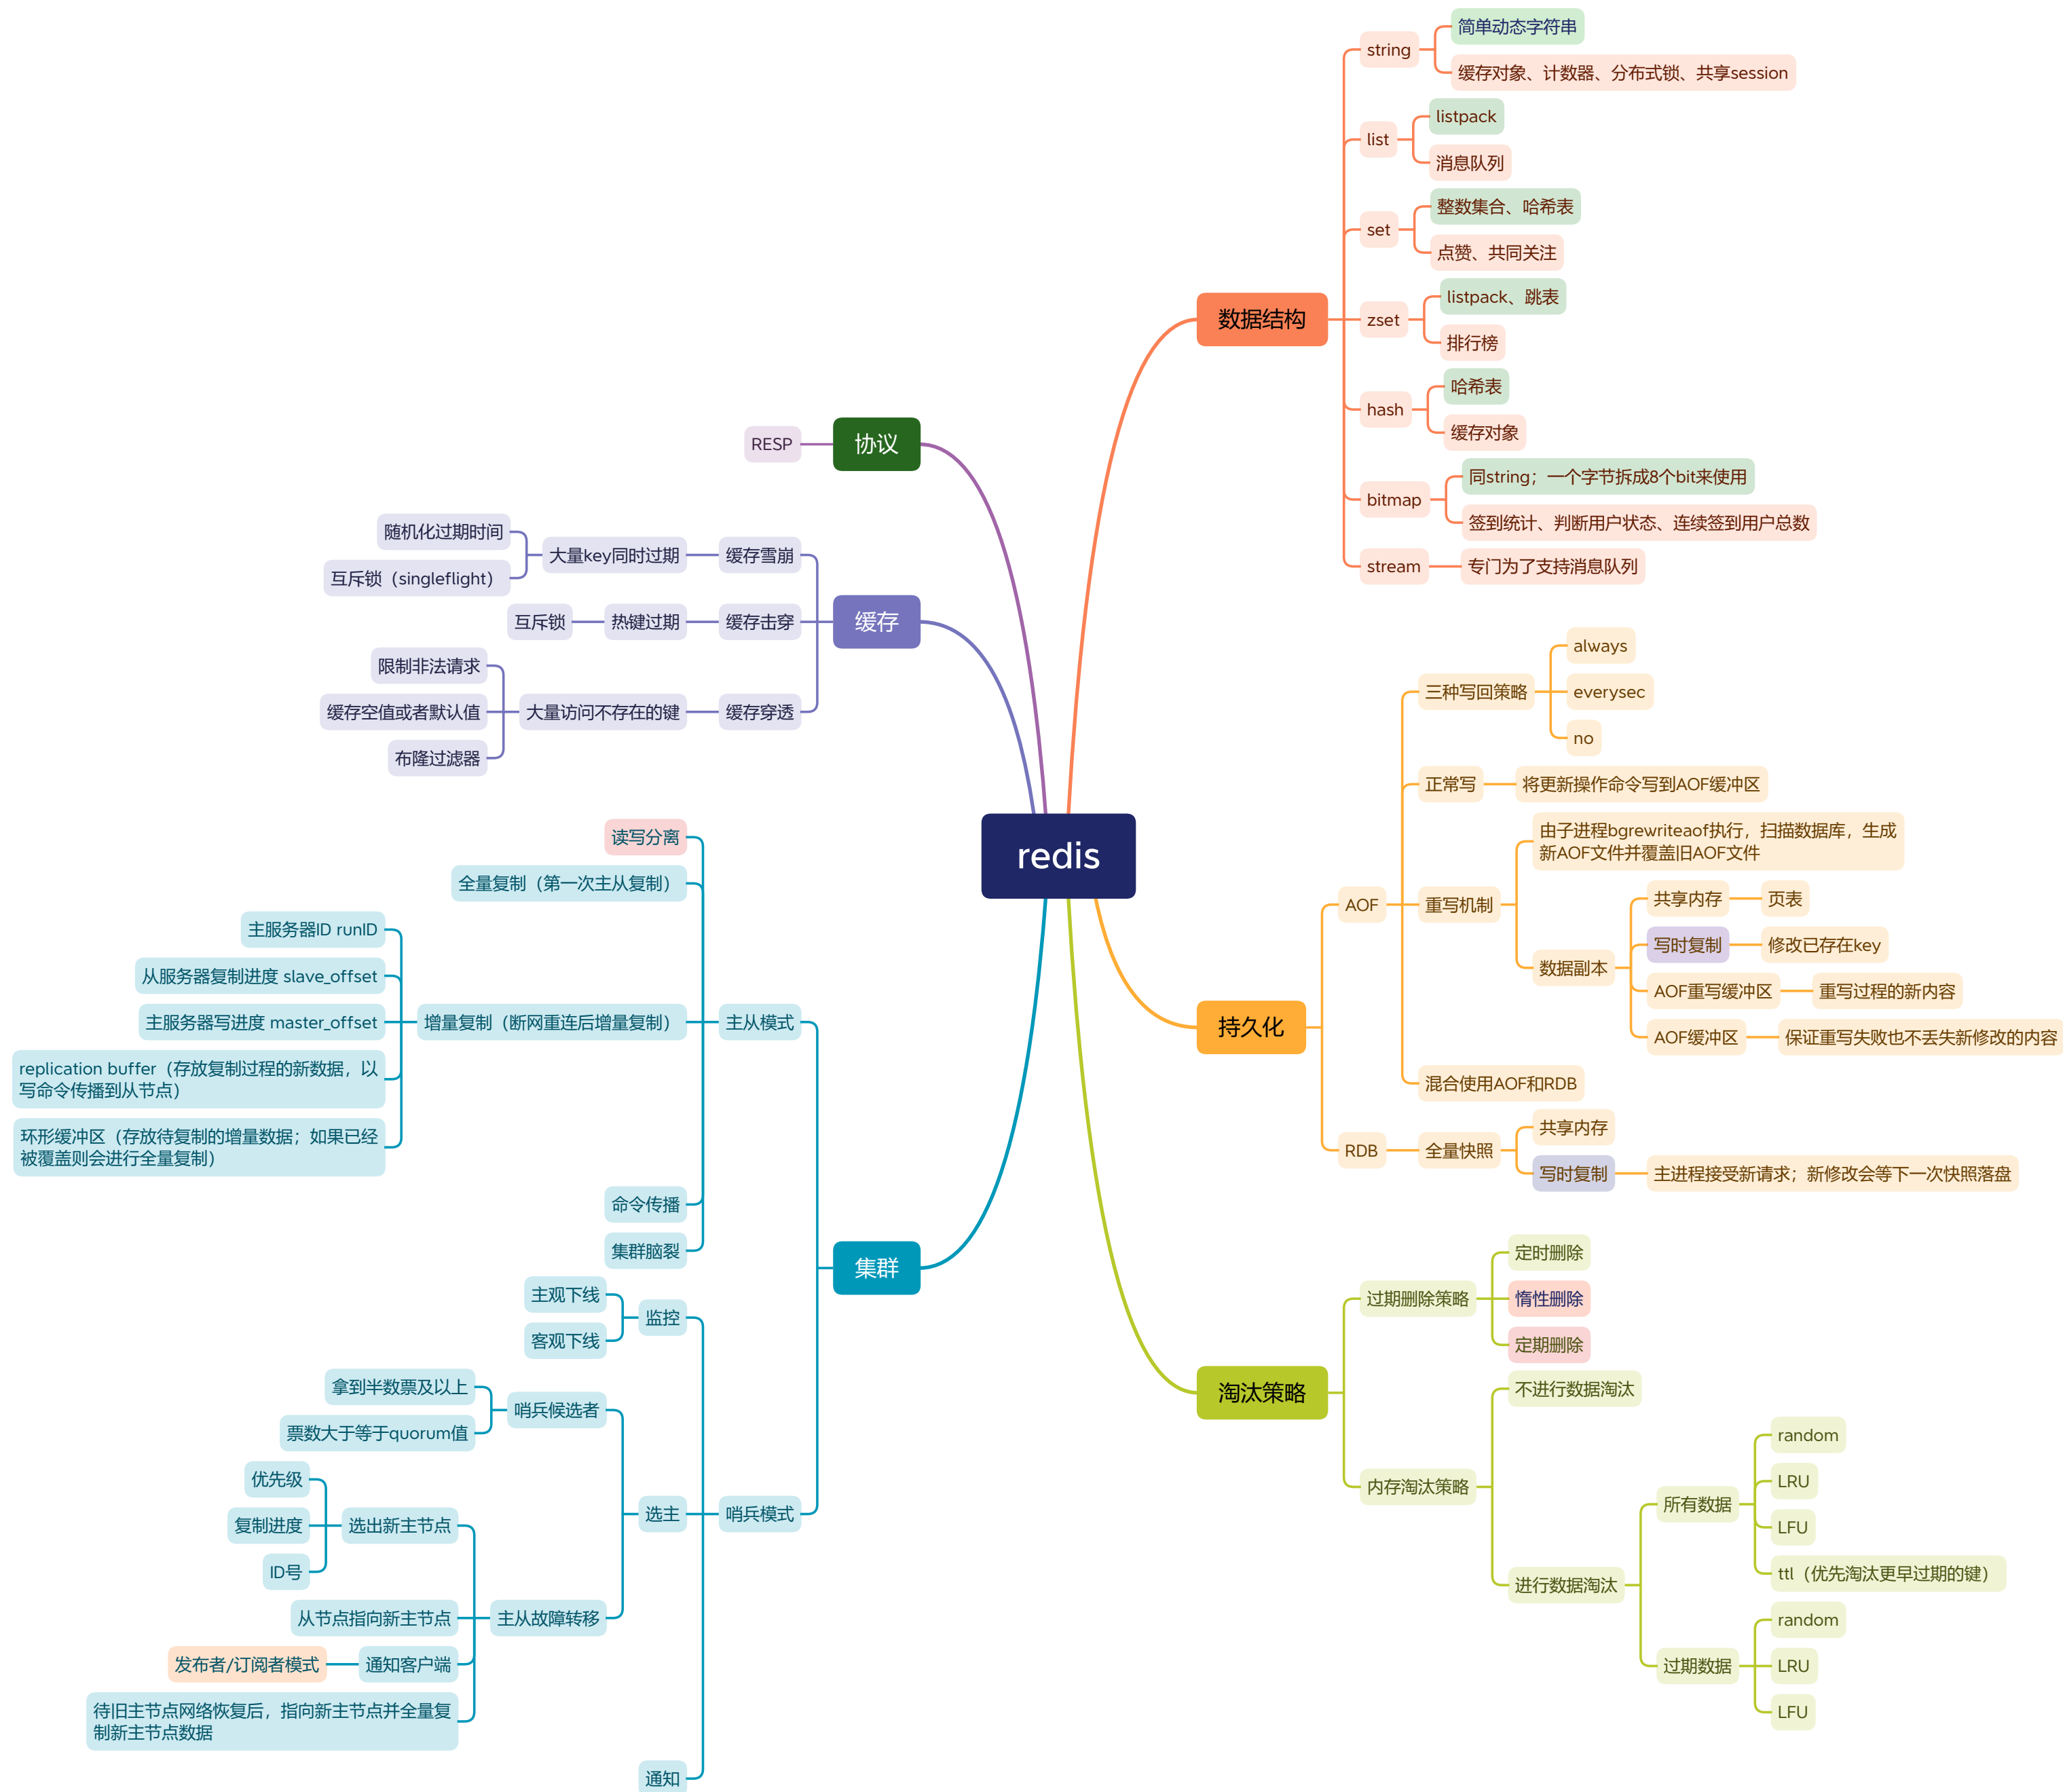 redis
数据结构
string
简单动态字符串
缓存对象、计数器、分布式锁、共享session
list
listpack
消息队列
set
整数集合、哈希表
点赞、共同关注
zset
listpack、跳表
排行榜
hash
哈希表
缓存对象
bitmap
同string；一个字节拆成8个bit来使用
签到统计、判断用户状态、连续签到用户总数
stream
专门为了支持消息队列
持久化
AOF
三种写回策略
always
everysec
no
正常写
将更新操作命令写到AOF缓冲区
重写机制
由子进程bgrewriteaof执行，扫描数据库，生成
新AOF文件并覆盖旧AOF文件
数据副本
共享内存
页表
写时复制
修改已存在key
AOF重写缓冲区
重写过程的新内容
AOF缓冲区
保证重写失败也不丢失新修改的内容
混合使用AOF和RDB
RDB
全量快照
共享内存
写时复制
主进程接受新请求；新修改会等下一次快照落盘
淘汰策略
过期删除策略
定时删除
惰性删除
定期删除
内存淘汰策略
不进行数据淘汰
进行数据淘汰
所有数据
random
LRU
LFU
ttl（优先淘汰更早过期的键）
过期数据
random
LRU
LFU
协议
RESP
缓存
缓存雪崩
大量key同时过期
随机化过期时间
互斥锁（singleflight）
缓存击穿
热键过期
互斥锁
缓存穿透
大量访问不存在的键
限制非法请求
缓存空值或者默认值
布隆过滤器
集群
主从模式
读写分离
全量复制（第一次主从复制）
增量复制（断网重连后增量复制）
主服务器ID runID
从服务器复制进度 slave_offset
主服务器写进度 master_offset
replication buffer（存放复制过程的新数据，以
写命令传播到从节点）
环形缓冲区（存放待复制的增量数据；如果已经
被覆盖则会进行全量复制）
命令传播
集群脑裂
哨兵模式
监控
主观下线
客观下线
选主
哨兵候选者
拿到半数票及以上
票数大于等于quorum值
主从故障转移
选出新主节点
优先级
复制进度
ID号
从节点指向新主节点
通知客户端
发布者/订阅者模式
待旧主节点网络恢复后，指向新主节点并全量复
制新主节点数据
通知